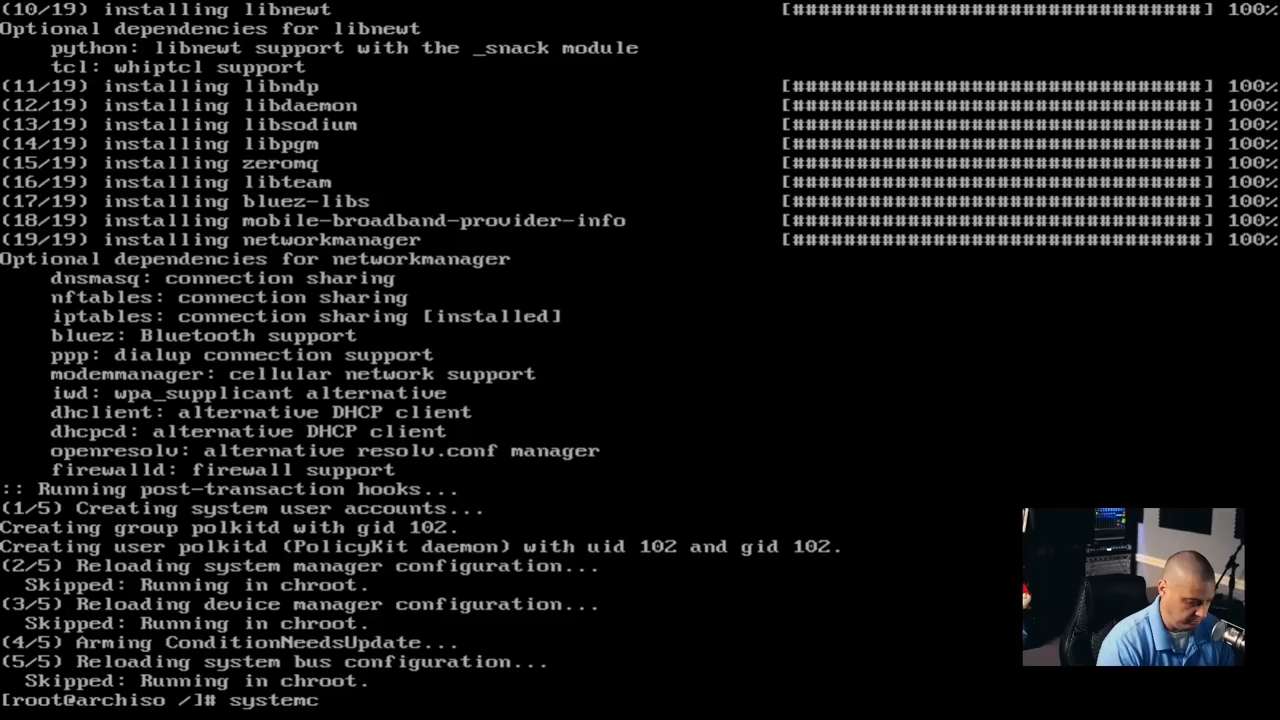 (10/19) installing libnewt [################################] 100%
Optional dependencies for libnewt
python: libnewt support with the _snack module
tcl: whiptcl support
(11/19) installing libndp [################################] 100%
(12/19) installing libdaemon [################################] 100%
(13/19) installing libsodium [################################] 100%
(14/19) installing libpgm [################################] 100%
(15/19) installing zeromq [################################] 100%
(16/19) installing libteam [################################] 100%
(17/19) installing bluez-libs [################################] 100%
(18/19) installing mobile-broadband-provider-info [################################] 100%
(19/19) installing networkmanager [################################] 100%
Optional dependencies for networkmanager
dnsmasq: connection sharing
nftables: connection sharing
iptables: connection sharing [installed]
bluez: Bluetooth support
ppp: dialup connection support
modemmanager: cellular network support
iwd: wpa_supplicant alternative
dhclient: alternative DHCP client
dhcpcd: alternative DHCP client
openresolv: alternative resolv.conf manager
firewalld: firewall support
:: Running post-transaction hooks...
(1/5) Creating system user accounts...
Creating group polkitd with gid 102.
Creating user polkitd (PolicyKit daemon) with uid 102 and gid 102.
(2/5) Reloading system manager configuration...
Skipped: Running in chroot.
(3/5) Reloading device manager configuration...
Skipped: Running in chroot.
(4/5) Arming ConditionNeedsUpdate...
(5/5) Reloading system bus configuration...
Skipped: Running in chroot.
[root@archiso /]# systemc